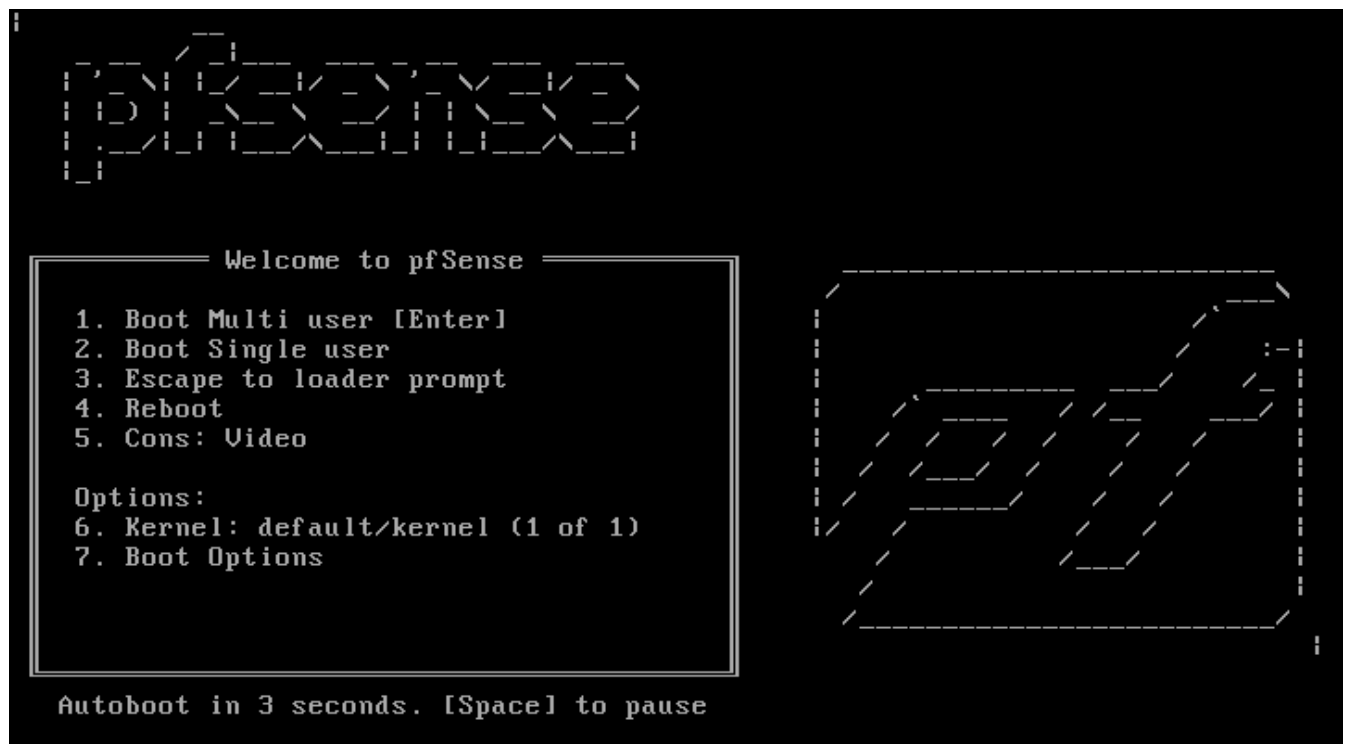 pfsense
Welcome to pfSense
1. Boot Multi user [Enter]
2. Boot Single user
3. Escape to loader prompt
4. Reboot
5. Cons: Video
Options:
6. Kernel: default/kernel (1 of 1)
7. Boot Options
pf
Autoboot in 3 seconds. [Space] to pause